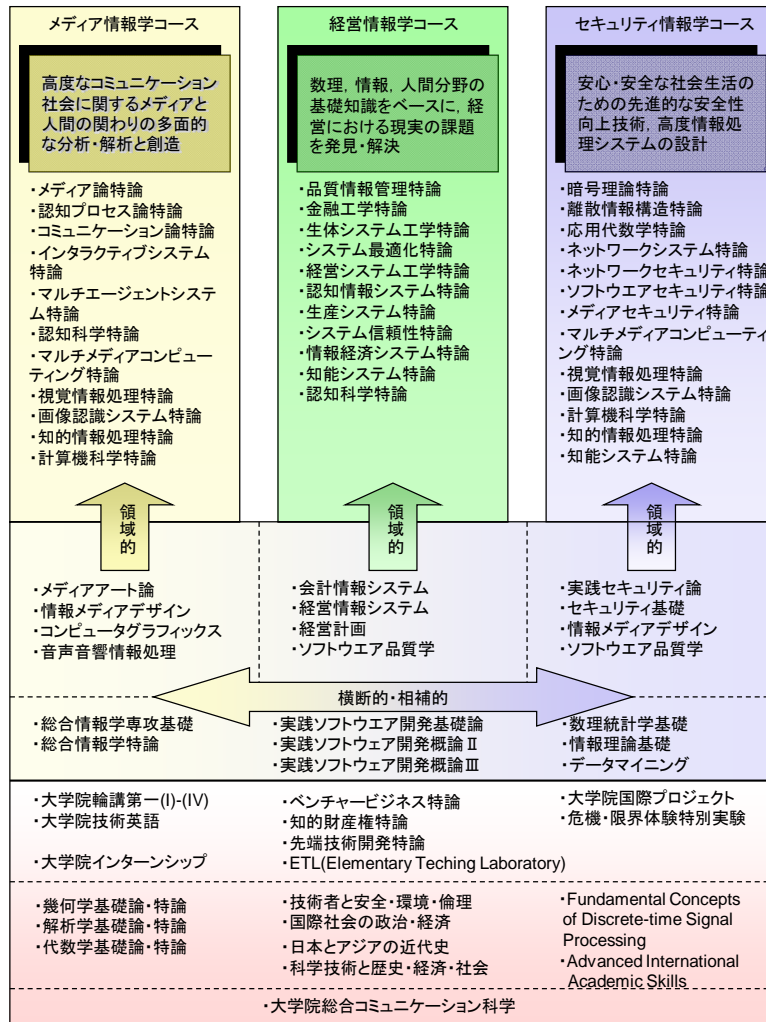 メディア情報学コース
高度なコミュニケーション
社会に関するメディアと
人間の関わりの多面的
な分析・解析と創造
・メディア論特論
・認知プロセス論特論
・コミュニケーション論特論
・インタラクティブシステム
特論
・マルチエージェントシステ
ム特論
・認知科学特論
・マルチメディアコンピュー
ティング特論
・視覚情報処理特論
・画像認識システム特論
・知的情報処理特論
・計算機科学特論
領域的
経営情報学コース
数理, 情報, 人間分野の
基礎知識をベースに, 経
営における現実の課題
を発見・解決
・品質情報管理特論
・金融工学特論
・生体システム工学特論
・システム最適化特論
・経営システム工学特論
・認知情報システム特論
・生産システム特論
・システム信頼性特論
・情報経済システム特論
・知能システム特論
・認知科学特論
領域的
セキュリティ情報学コース
安心・安全な社会生活の
ための先進的な安全性
向上技術, 高度情報処
理システムの設計
・暗号理論特論
・離散情報構造特論
・応用代数学特論
・ネットワークシステム特論
・ネットワークセキュリティ特論
・ソフトウエアセキュリティ特論
・メディアセキュリティ特論
・マルチメディアコンピューティ
ング特論
・視覚情報処理特論
・画像認識システム特論
・計算機科学特論
・知的情報処理特論
・知能システム特論
領域的
・メディアアート論
・情報メディアデザイン
・コンピュータグラフィックス
・音声音響情報処理
・会計情報システム
・経営情報システム
・経営計画
・ソフトウエア品質学
・実践セキュリティ論
・セキュリティ基礎
・情報メディアデザイン
・ソフトウエア品質学
横断的・相補的
・総合情報学専攻基礎
・総合情報学特論
・実践ソフトウエア開発基礎論
・実践ソフトウェア開発概論Ⅱ
・実践ソフトウェア開発概論Ⅲ
・数理統計学基礎
・情報理論基礎
・データマイニング
・大学院輪講第一(I)-(IV)
・大学院技術英語
・大学院インターンシップ
・ベンチャービジネス特論
・知的財産権特論
・先端技術開発特論
・ETL(Elementary Teching Laboratory)
・大学院国際プロジェクト
・危機・限界体験特別実験
・幾何学基礎論・特論
・解析学基礎論・特論
・代数学基礎論・特論
・技術者と安全・環境・倫理
・国際社会の政治・経済
・日本とアジアの近代史
・科学技術と歴史・経済・社会
・Fundamental Concepts
of Discrete-time Signal
Processing
・Advanced International
Academic Skills
・大学院総合コミュニケーション科学